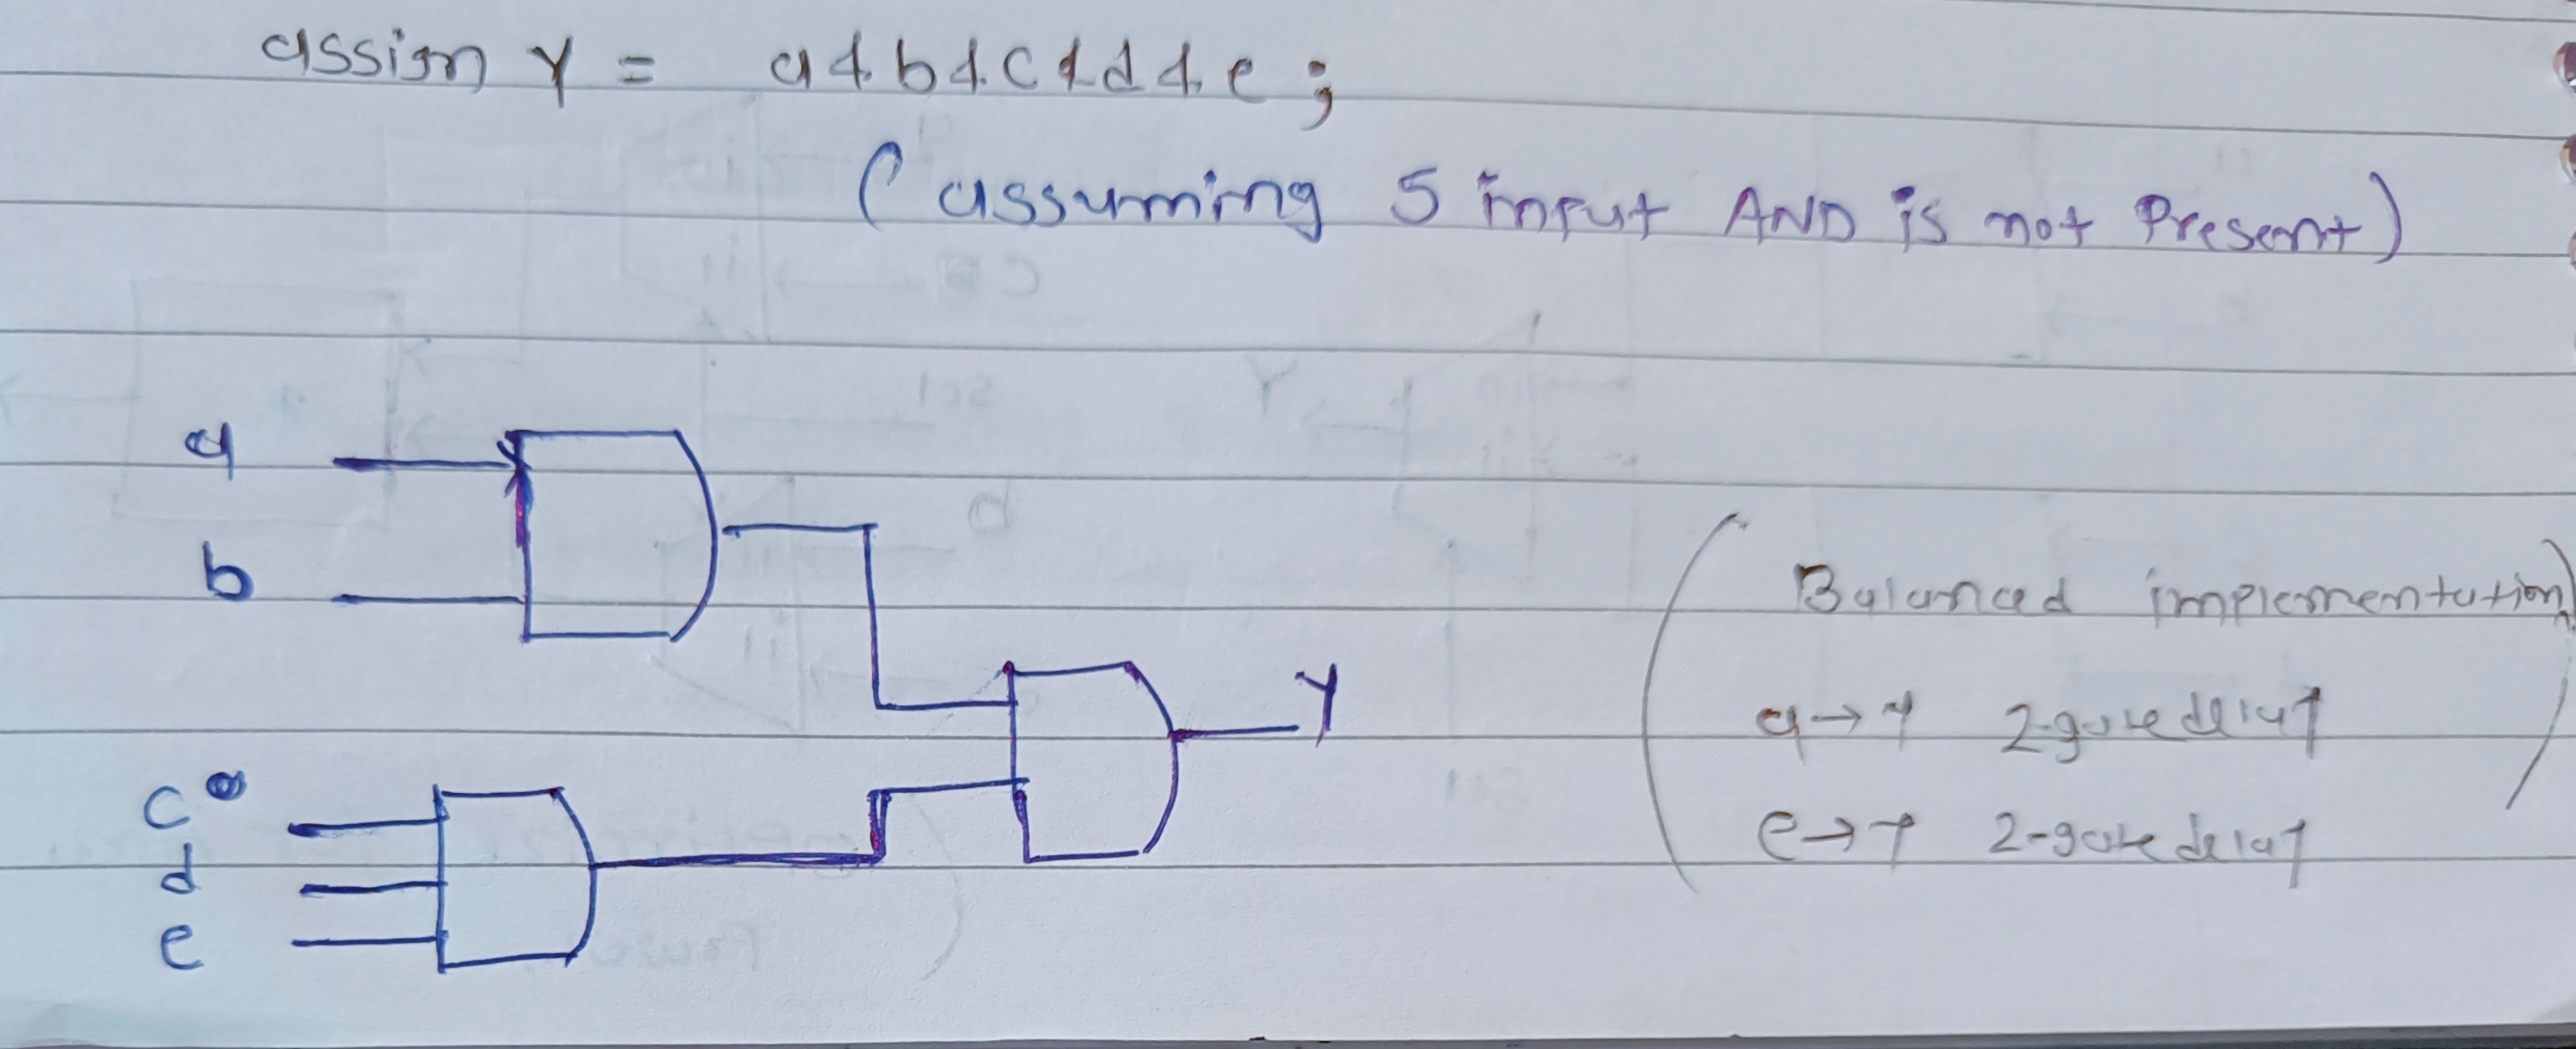 assign Y = a & b & c & d & e ;
( assuming 5 input AND is not Present )
a
b
Y
c
d
e
( Balanced implementation
a → y 2-gate delay
e → y 2-gate delay )